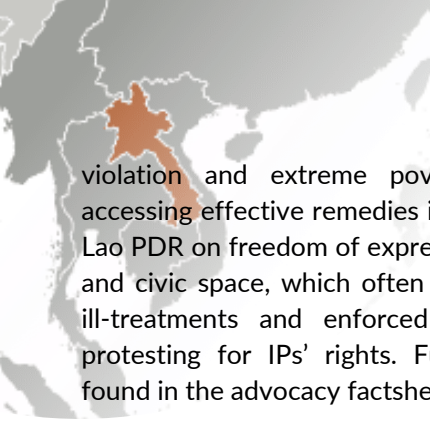 violation and extreme pov
accessing effective remedies i
Lao PDR on freedom of expre
and civic space, which often
ill-treatments and enforced
protesting for IPs’ rights. F
found in the advocacy factshe